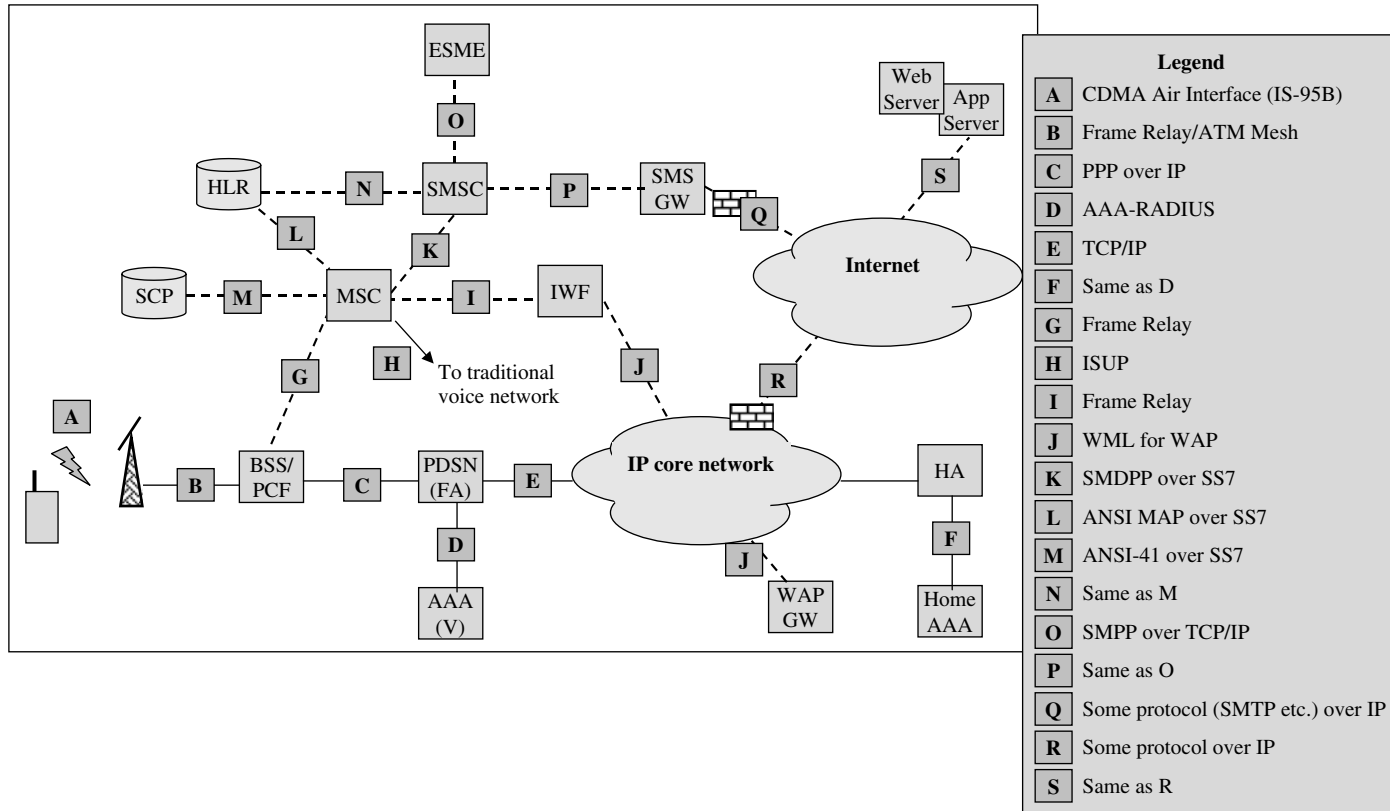 ESME
O
HLR
N
SMSC
P
SMS
GW
Q
Web
Server
App
Server
S
L
K
Internet
SCP
M
MSC
I
IWF
G
H
To traditional
voice network
J
R
A
B
BSS/
PCF
C
PDSN
(FA)
E
IP core network
HA
D
J
F
AAA
(V)
WAP
GW
Home
AAA
Legend
A CDMA Air Interface (IS-95B)
B Frame Relay/ATM Mesh
C PPP over IP
D AAA-RADIUS
E TCP/IP
F Same as D
G Frame Relay
H ISUP
I Frame Relay
J WML for WAP
K SMDPP over SS7
L ANSI MAP over SS7
M ANSI-41 over SS7
N Same as M
O SMPP over TCP/IP
P Same as O
Q Some protocol (SMTP etc.) over IP
R Some protocol over IP
S Same as R